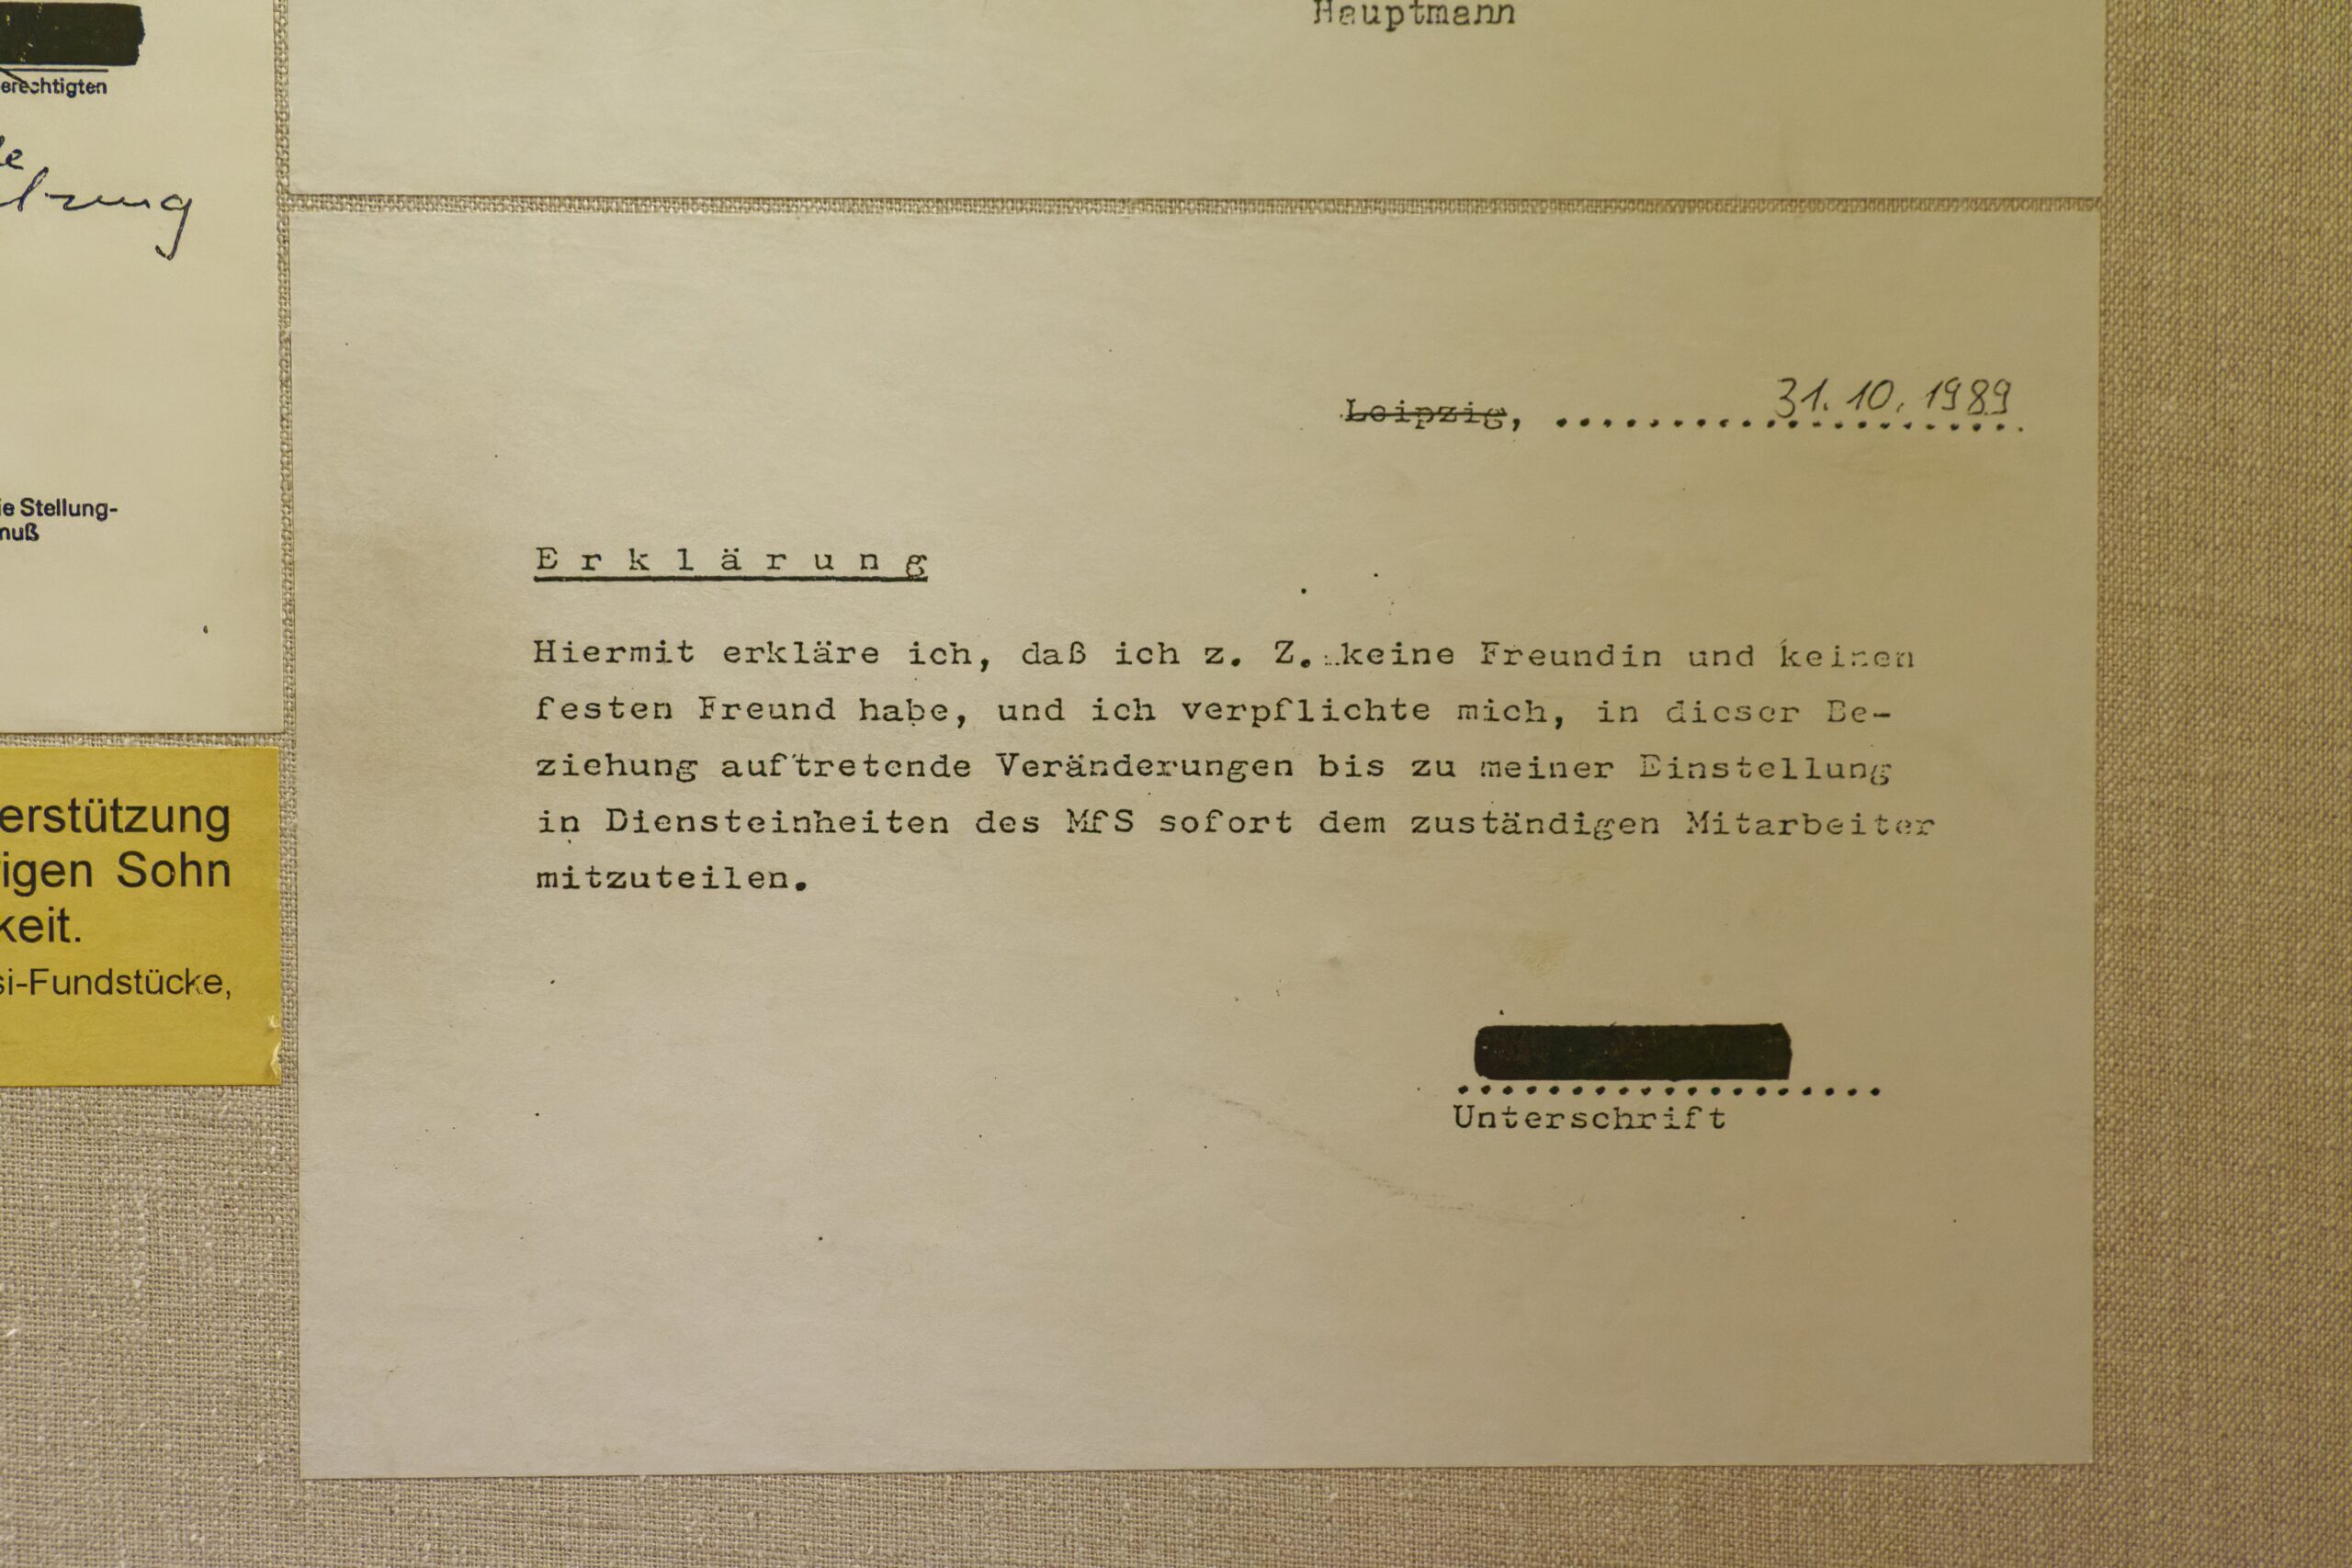 Hauptmann
erechtigten
ie Stellung-
muß
erstützung
igen Sohn
keit.
si-Fundstücke,
Leipzig, ..................... 31.10.1989
Erklärung
Hiermit erkläre ich, daß ich z. Z. keine Freundin und keinen
festen Freund habe, und ich verpflichte mich, in dieser Be-
ziehung auftretende Veränderungen bis zu meiner Einstellung
in Diensteinheiten des MfS sofort dem zuständigen Mitarbeiter
mitzuteilen.
...................
Unterschrift